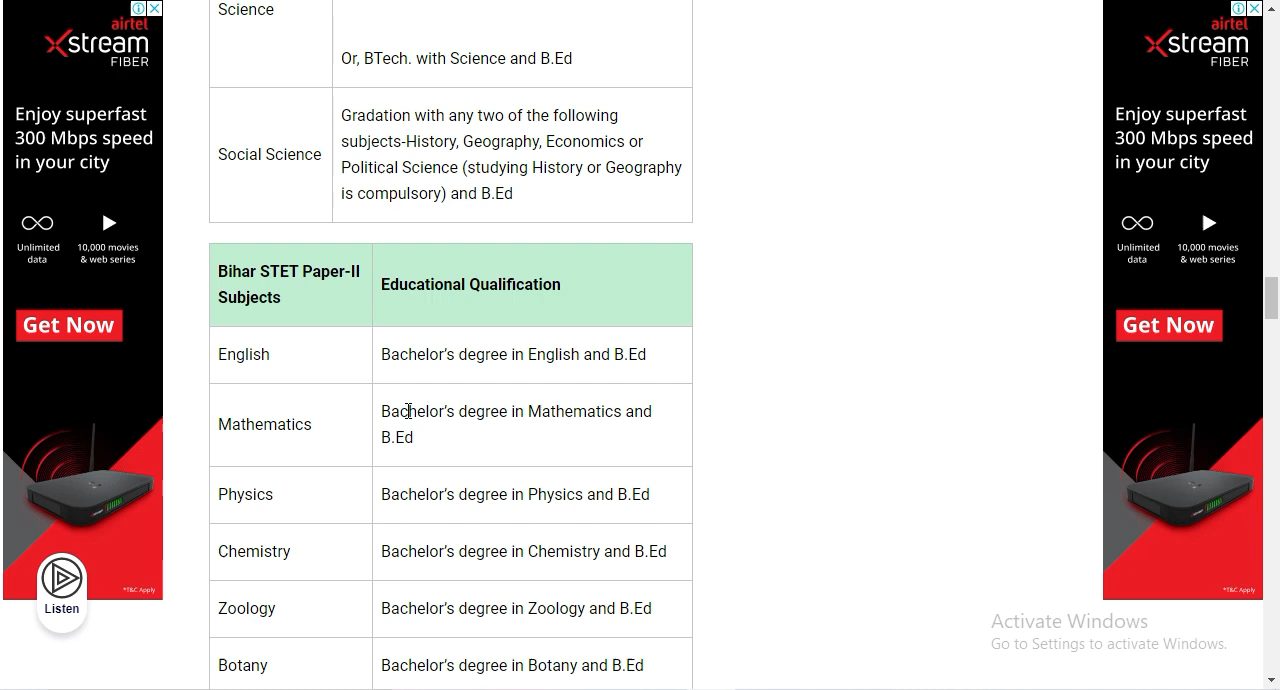 airtel
Xstream
FIBER
Enjoy superfast
300 Mbps speed
in your city
Unlimited
data
10,000 movies
& web series
Get Now
*T&C Apply
Listen
Science
Or, BTech. with Science and B.Ed
Social Science
Gradation with any two of the following
subjects-History, Geography, Economics or
Political Science (studying History or Geography
is compulsory) and B.Ed
Bihar STET Paper-II
Subjects
Educational Qualification
English
Bachelor’s degree in English and B.Ed
Mathematics
Bachelor’s degree in Mathematics and
B.Ed
Physics
Bachelor’s degree in Physics and B.Ed
Chemistry
Bachelor’s degree in Chemistry and B.Ed
Zoology
Bachelor’s degree in Zoology and B.Ed
Botany
Bachelor’s degree in Botany and B.Ed
airtel
Xstream
FIBER
Enjoy superfast
300 Mbps speed
in your city
Unlimited
data
10,000 movies
& web series
Get Now
*T&C Apply
Activate Windows
Go to Settings to activate Windows.